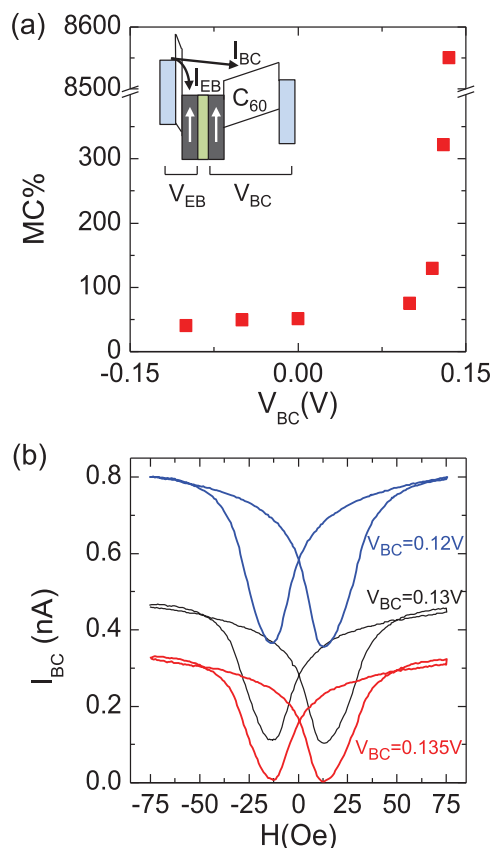 (a)
8600
8500
300
200
100
0
MC%
I_BC
I_EB
C_60
V_EB
V_BC
-0.15
0.00
0.15
V_BC(V)
(b)
0.8
0.6
0.4
0.2
0.0
I_BC (nA)
V_BC=0.12V
V_BC=0.13V
V_BC=0.135V
-75 -50 -25 0 25 50 75
H(Oe)